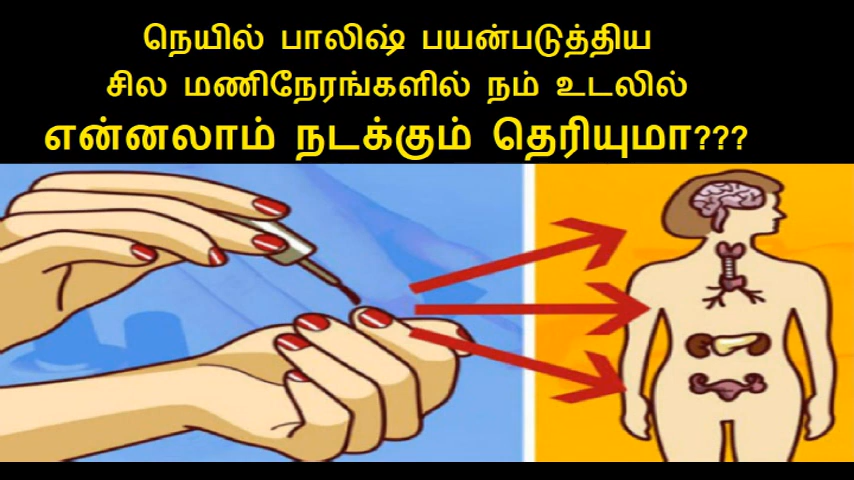 நெயில் பாலிஷ் பயன்படுத்திய
சில மணிநேரங்களில் நம் உடலில்
என்னலாம் நடக்கும் தெரியுமா???